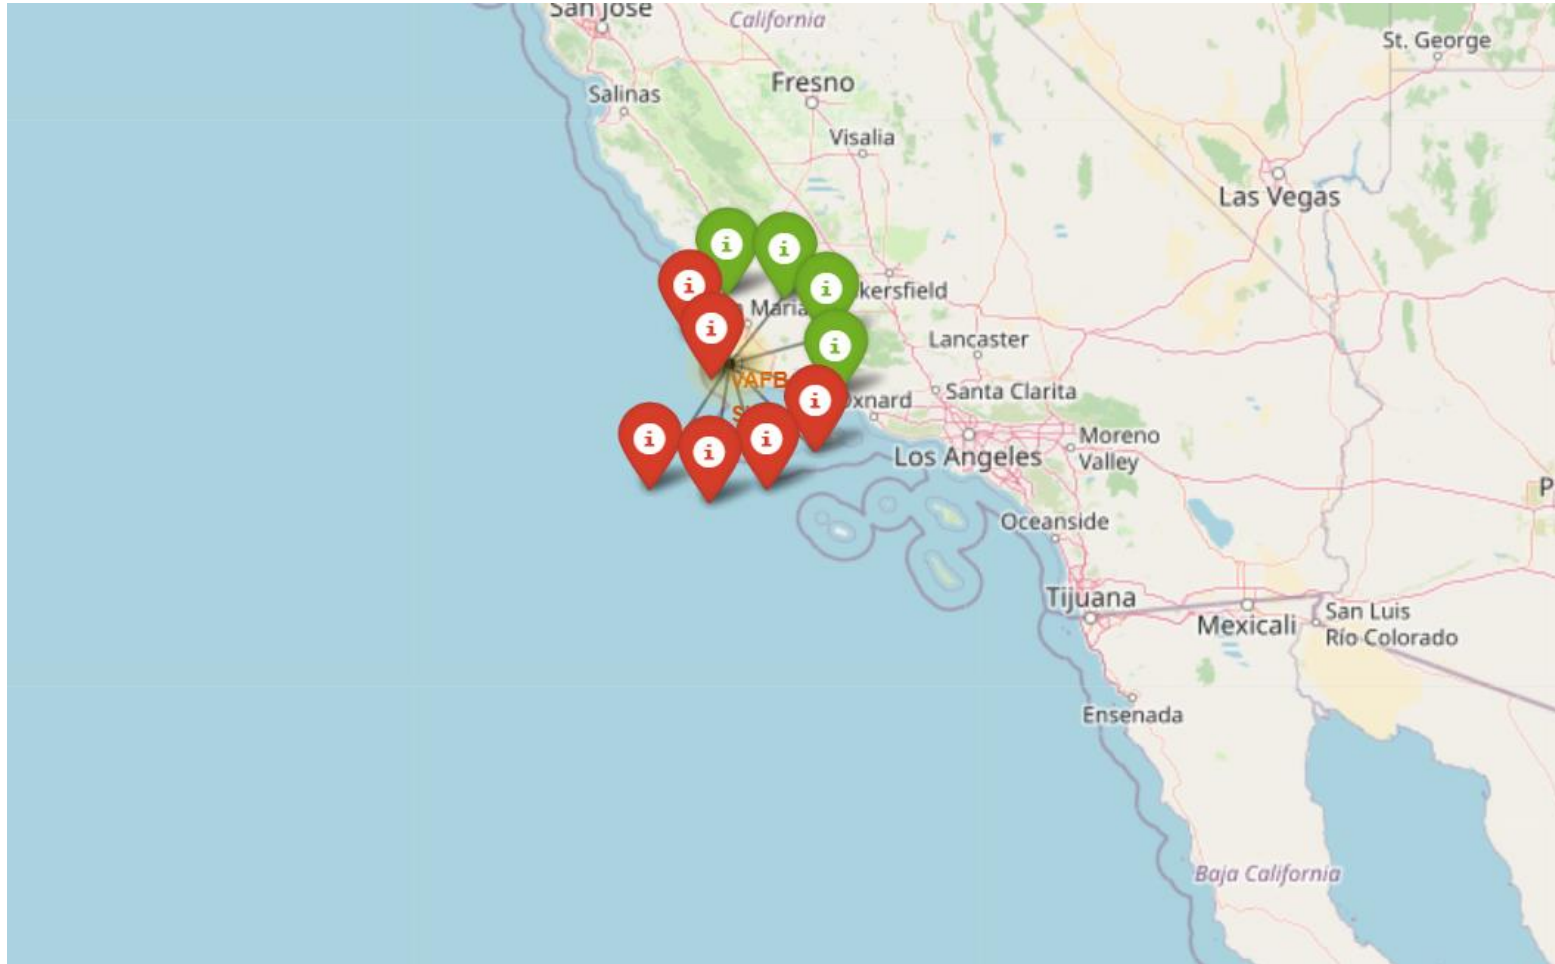 San Jose
California
St. George
Fresno
Salinas
Visalia
Las Vegas
kersfield
Maria
Lancaster
VAFB
Santa Clarita
Oxnard
Moreno
Valley
Los Angeles
P
Oceanside
Tijuana
San Luis
Río Colorado
Mexicali
Ensenada
Baja California
i
i
i
i
i
i
i
i
i
i